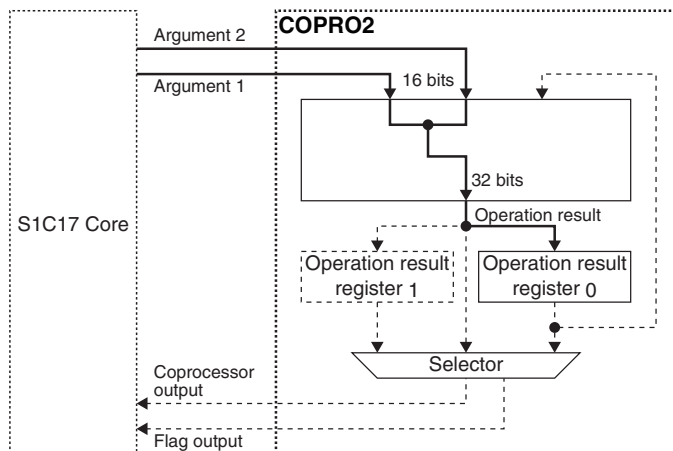 Argument 2
COPRO2
Argument 1
16 bits
32 bits
S1C17 Core
Operation result
Operation result
register 1
Operation result
register 0
Selector
Coprocessor
output
Flag output